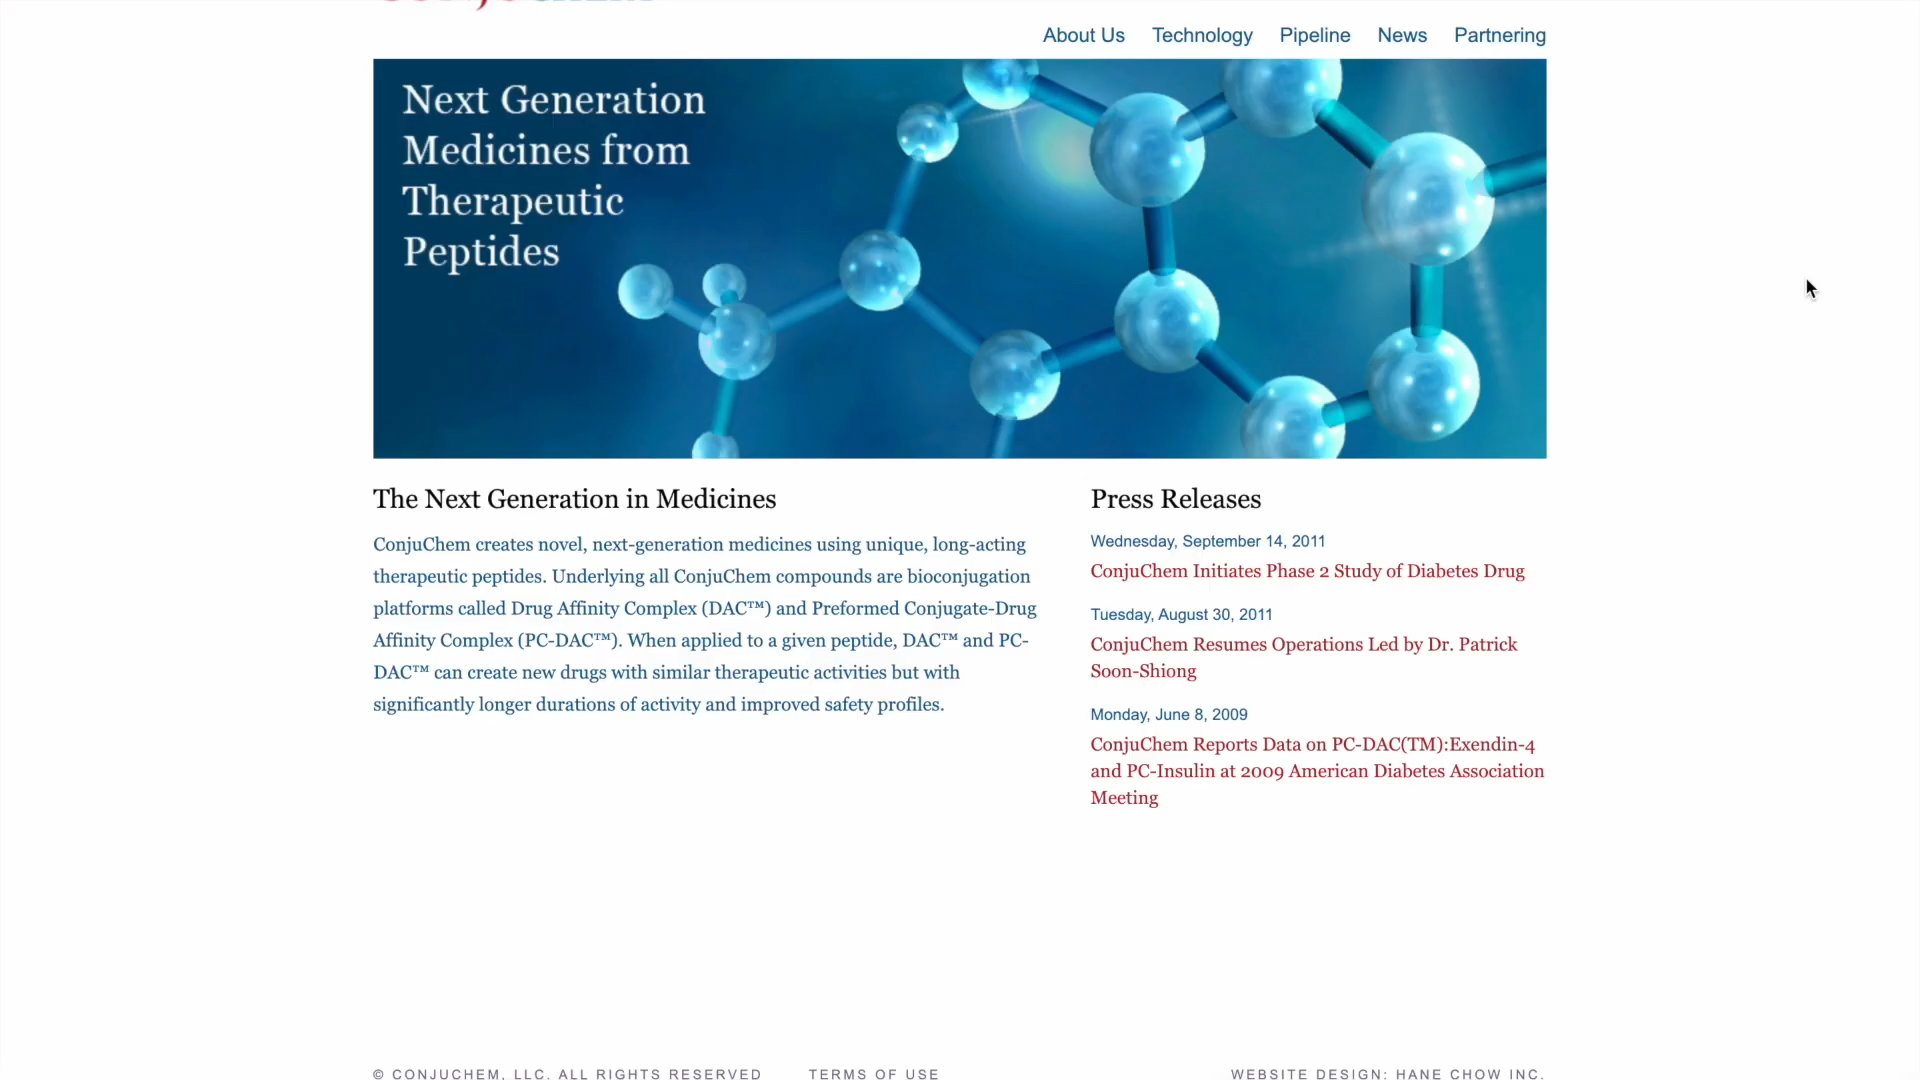 About Us Technology Pipeline News Partnering
Next Generation
Medicines from
Therapeutic
Peptides
The Next Generation in Medicines
ConjuChem creates novel, next-generation medicines using unique, long-acting
therapeutic peptides. Underlying all ConjuChem compounds are bioconjugation
platforms called Drug Affinity Complex (DAC™) and Preformed Conjugate-Drug
Affinity Complex (PC-DAC™). When applied to a given peptide, DAC™ and PC-
DAC™ can create new drugs with similar therapeutic activities but with
significantly longer durations of activity and improved safety profiles.
Press Releases
Wednesday, September 14, 2011
ConjuChem Initiates Phase 2 Study of Diabetes Drug
Tuesday, August 30, 2011
ConjuChem Resumes Operations Led by Dr. Patrick
Soon-Shiong
Monday, June 8, 2009
ConjuChem Reports Data on PC-DAC(TM):Exendin-4
and PC-Insulin at 2009 American Diabetes Association
Meeting
© CONJUCHEM, LLC. ALL RIGHTS RESERVED TERMS OF USE WEBSITE DESIGN: HANE CHOW INC.